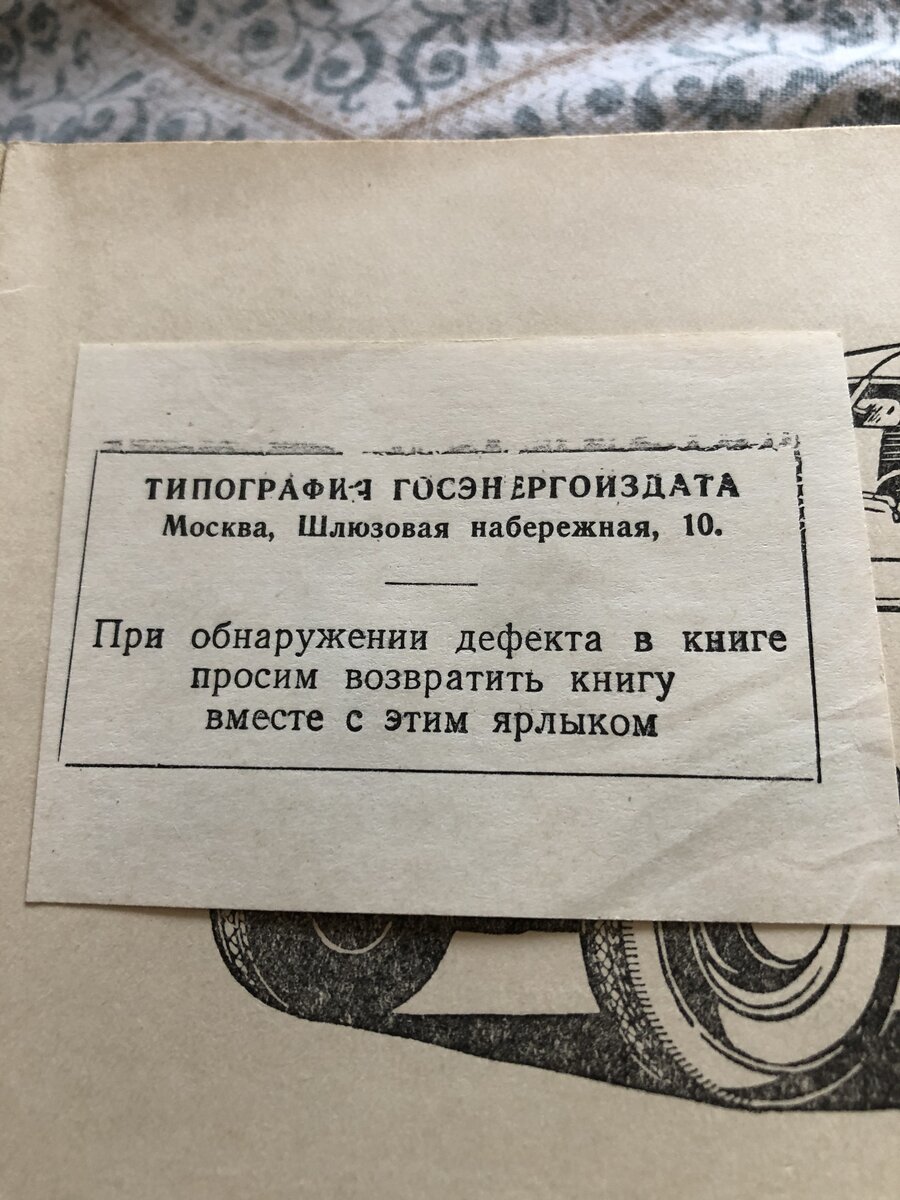 ТИПОГРАФИЯ ГОСЭНЕРГОИЗДАТА
Москва, Шлюзовая набережная, 10.
При обнаружении дефекта в книге
просим возвратить книгу
вместе с этим ярлыком